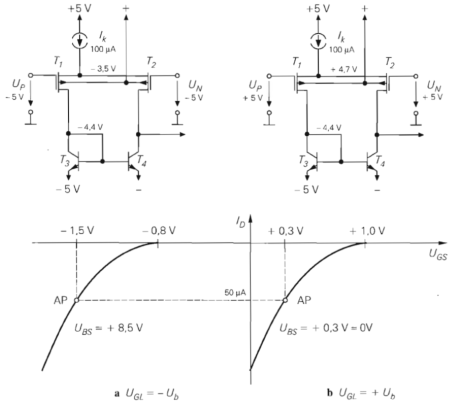 +5 V
+
I_k
100 µA
T_1
T_2
− 3,5 V
U_P
− 5 V
U_N
− 5 V
− 4,4 V
T_3
T_4
− 5 V
−
+5 V
+
I_k
100 µA
T_1
T_2
+ 4,7 V
U_P
+ 5 V
U_N
+ 5 V
−4,4 V
T_3
T_4
− 5 V
−
− 1,5 V
− 0,8 V
I_D
+ 0,3 V
+ 1,0 V
U_GS
AP
50 µA
AP
U_BS = + 8,5 V
U_BS = + 0,3 V ≈ 0V
a U_GL = − U_b
b U_GL = + U_b